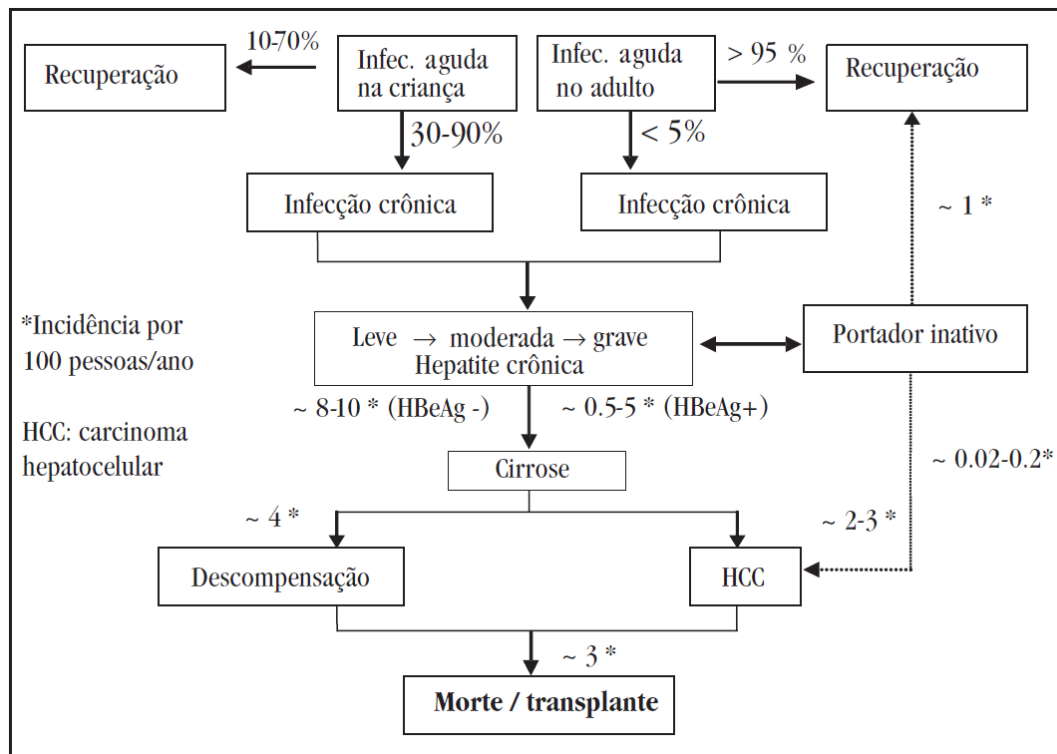 10-70%
Recuperação
Infec. aguda
na criança
Infec. aguda
no adulto
> 95 %
Recuperação
30-90%
< 5%
Infecção crônica
Infecção crônica
~ 1 *
*Incidência por
100 pessoas/ano
Leve → moderada → grave
Hepatite crônica
Portador inativo
~ 8-10 * (HBeAg -)
~ 0.5-5 * (HBeAg+)
HCC: carcinoma
hepatocelular
Cirrose
~ 0.02-0.2*
~ 4 *
~ 2-3 *
Descompensação
HCC
~ 3 *
Morte / transplante